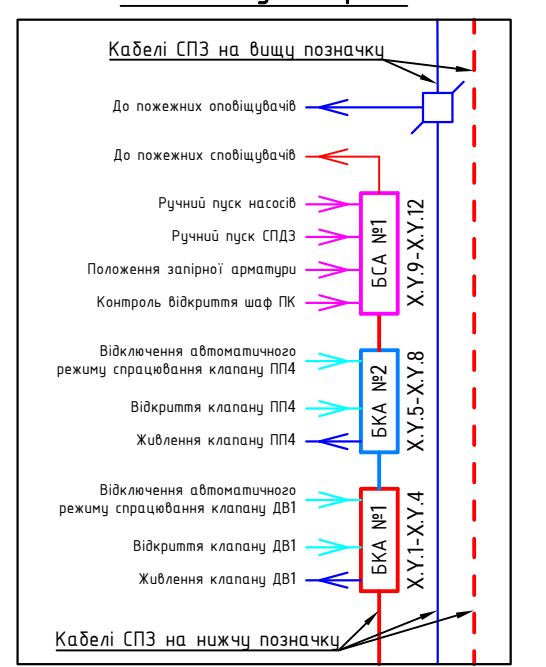 Кабелі СПЗ на вищу позначку
До пожежних оповіщувачів
До пожежних сповіщувачів
Ручний пуск насосів
Ручний пуск СПДЗ
Положення запірної арматури
Контроль відкриття шаф ПК
БСА №1
X.Y.9-X.Y.12
Відключення автоматичного
режиму спрацювання клапану ПП4
Відкриття клапану ПП4
Живлення клапану ПП4
БКА №2
X.Y.5-X.Y.8
Відключення автоматичного
режиму спрацювання клапану ДВ1
Відкриття клапану ДВ1
Живлення клапану ДВ1
БКА №1
X.Y.1-X.Y.4
Кабелі СПЗ на нижчу позначку